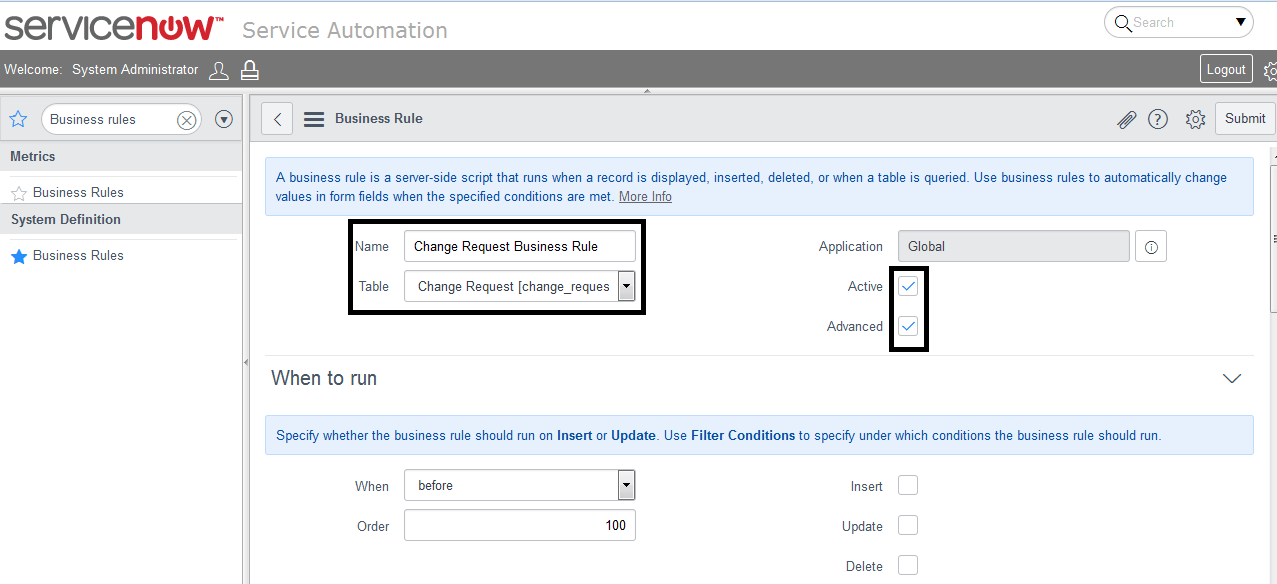 servicenow™ Service Automation
Search
Welcome: System Administrator
Logout
Business rules
Business Rule
Submit
Metrics
Business Rules
System Definition
Business Rules
A business rule is a server-side script that runs when a record is displayed, inserted, deleted, or when a table is queried. Use business rules to automatically change
values in form fields when the specified conditions are met. More Info
Name Change Request Business Rule
Application Global
Table Change Request [change_reques
Active
Advanced
When to run
Specify whether the business rule should run on Insert or Update. Use Filter Conditions to specify under which conditions the business rule should run.
When before
Insert
Order 100
Update
Delete